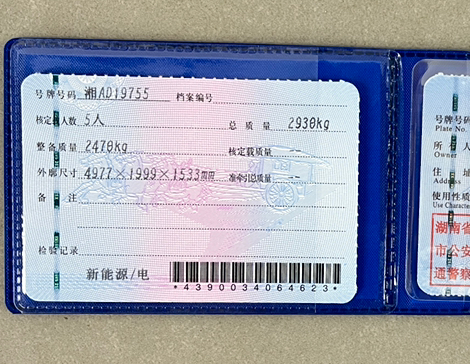 号牌号码 湘AD19755 档案编号
核定载人数 5人 总质量 2930kg
整备质量 2470kg 核定载质量 --
外廓尺寸 4977×1999×1533mm 准牵引总质量 --
备注
检验记录
新能源/电
*4390034064623*
号牌号码
Plate No.
所有人
Owner
住址
Address
使用性质
Use Character
湖南省
市公安
通警察